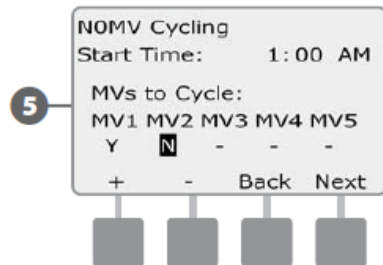 NOMV Cycling
Start Time: 1:00 AM
5
MVs to Cycle:
MV1 MV2 MV3 MV4 MV5
Y N - - -
+ - Back Next